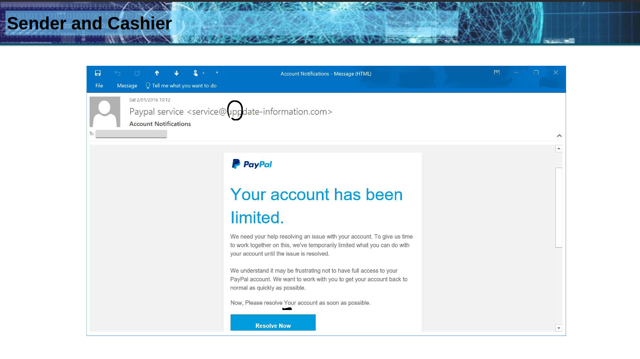 Sender and Cashier
Account Notifications - Message (HTML)
File Message Tell me what you want to do
Sat 2/01/2016 10:12
Paypal service <service@uppdate-information.com>
Account Notifications
To
PayPal
Your account has been
limited.
We need your help resolving an issue with your account. To give us time
to work together on this, we've temporarily limited what you can do with
your account until the issue is resolved.
We understand it may be frustrating not to have full access to your
PayPal account. We want to work with you to get your account back to
normal as quickly as possible.
Now, Please resolve Your account as soon as possible.
Resolve Now